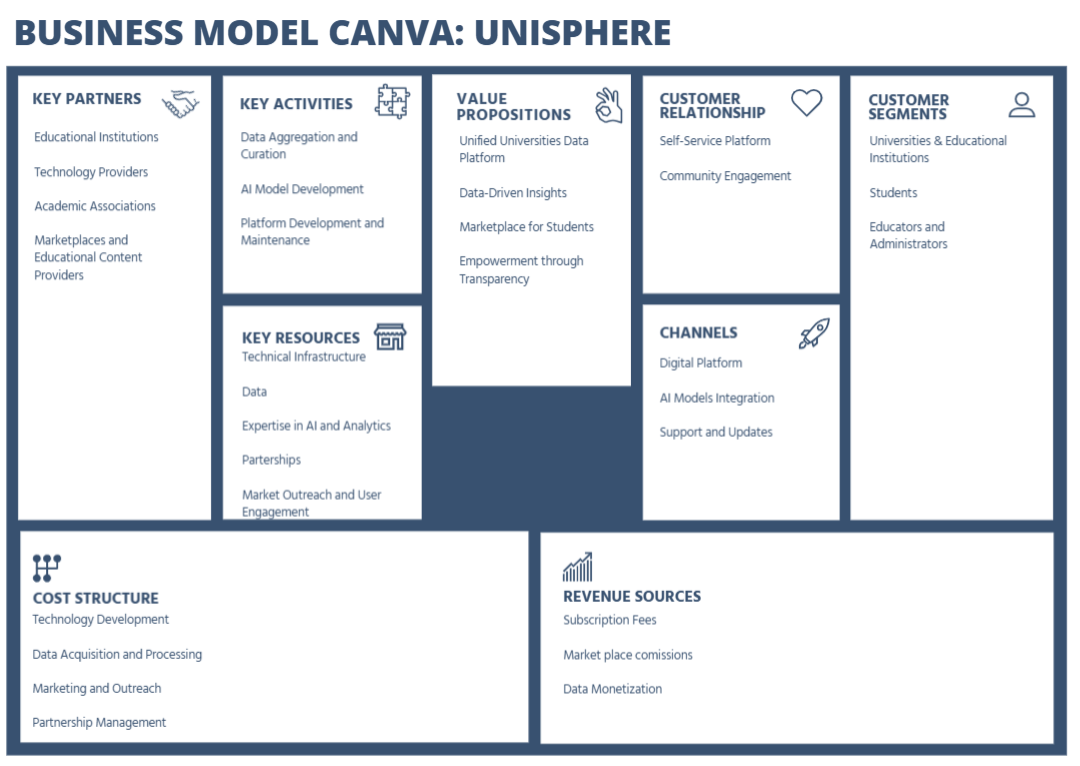 BUSINESS MODEL CANVA: UNISPHERE
KEY PARTNERS
Educational Institutions
Technology Providers
Academic Associations
Marketplaces and
Educational Content
Providers
KEY ACTIVITIES
Data Aggregation and
Curation
AI Model Development
Platform Development and
Maintenance
KEY RESOURCES
Technical Infrastructure
Data
Expertise in AI and Analytics
Parterships
Market Outreach and User
Engagement
VALUE
PROPOSITIONS
Unified Universities Data
Platform
Data-Driven Insights
Marketplace for Students
Empowerment through
Transparency
CUSTOMER
RELATIONSHIP
Self-Service Platform
Community Engagement
CHANNELS
Digital Platform
AI Models Integration
Support and Updates
CUSTOMER
SEGMENTS
Universities & Educational
Institutions
Students
Educators and
Administrators
COST STRUCTURE
Technology Development
Data Acquisition and Processing
Marketing and Outreach
Partnership Management
REVENUE SOURCES
Subscription Fees
Market place comissions
Data Monetization